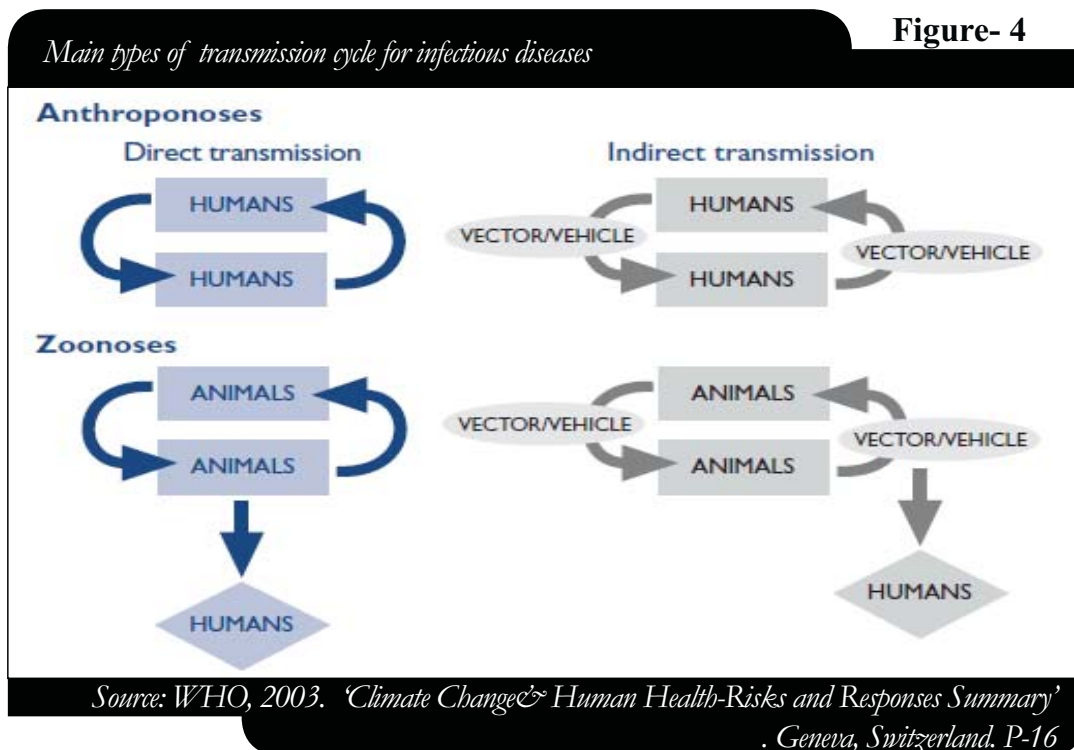 Figure- 4
Main types of transmission cycle for infectious diseases
Anthroponoses
Direct transmission
HUMANS
HUMANS
Indirect transmission
HUMANS
VECTOR/VEHICLE
VECTOR/VEHICLE
HUMANS
Zoonoses
ANIMALS
ANIMALS
HUMANS
ANIMALS
VECTOR/VEHICLE
VECTOR/VEHICLE
ANIMALS
HUMANS
Source: WHO, 2003. ‘Climate Change& Human Health-Risks and Responses Summary’
. Geneva, Switzerland. P-16